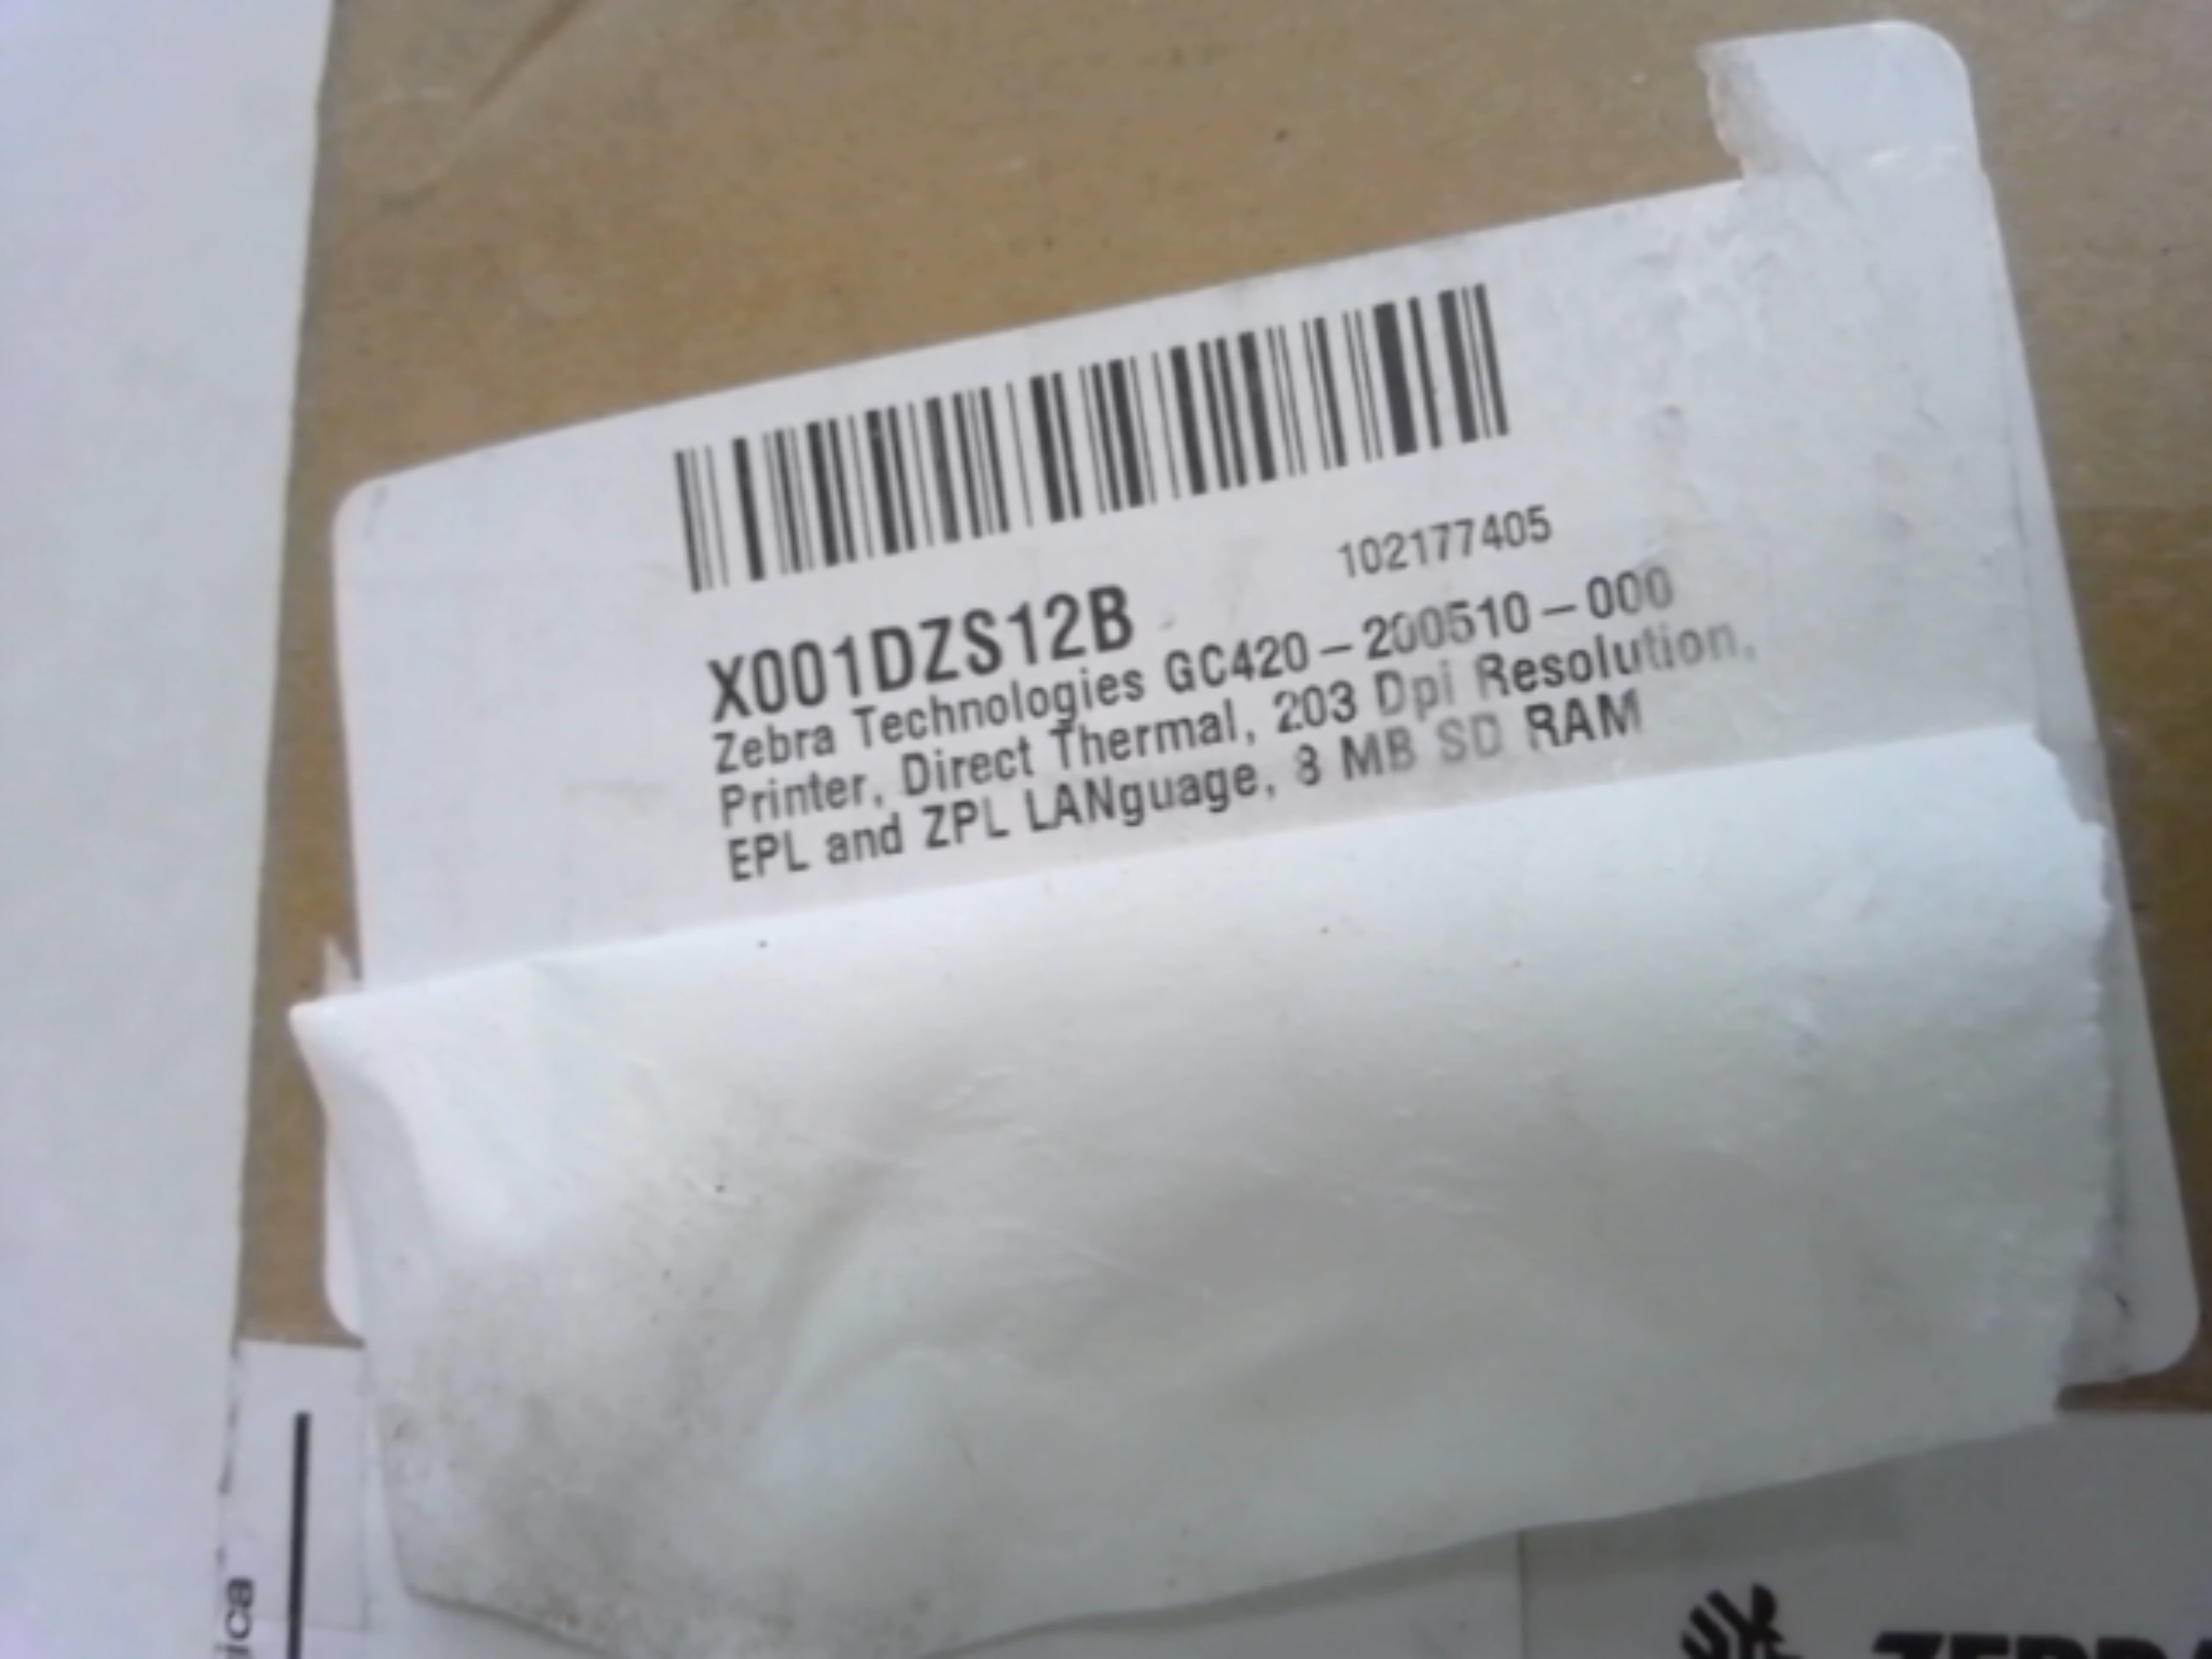 102177405
X001DZS12B
Zebra Technologies GC420-200510-000
Printer, Direct Thermal, 203 Dpi Resolution,
EPL and ZPL LANguage, 8 MB SD RAM